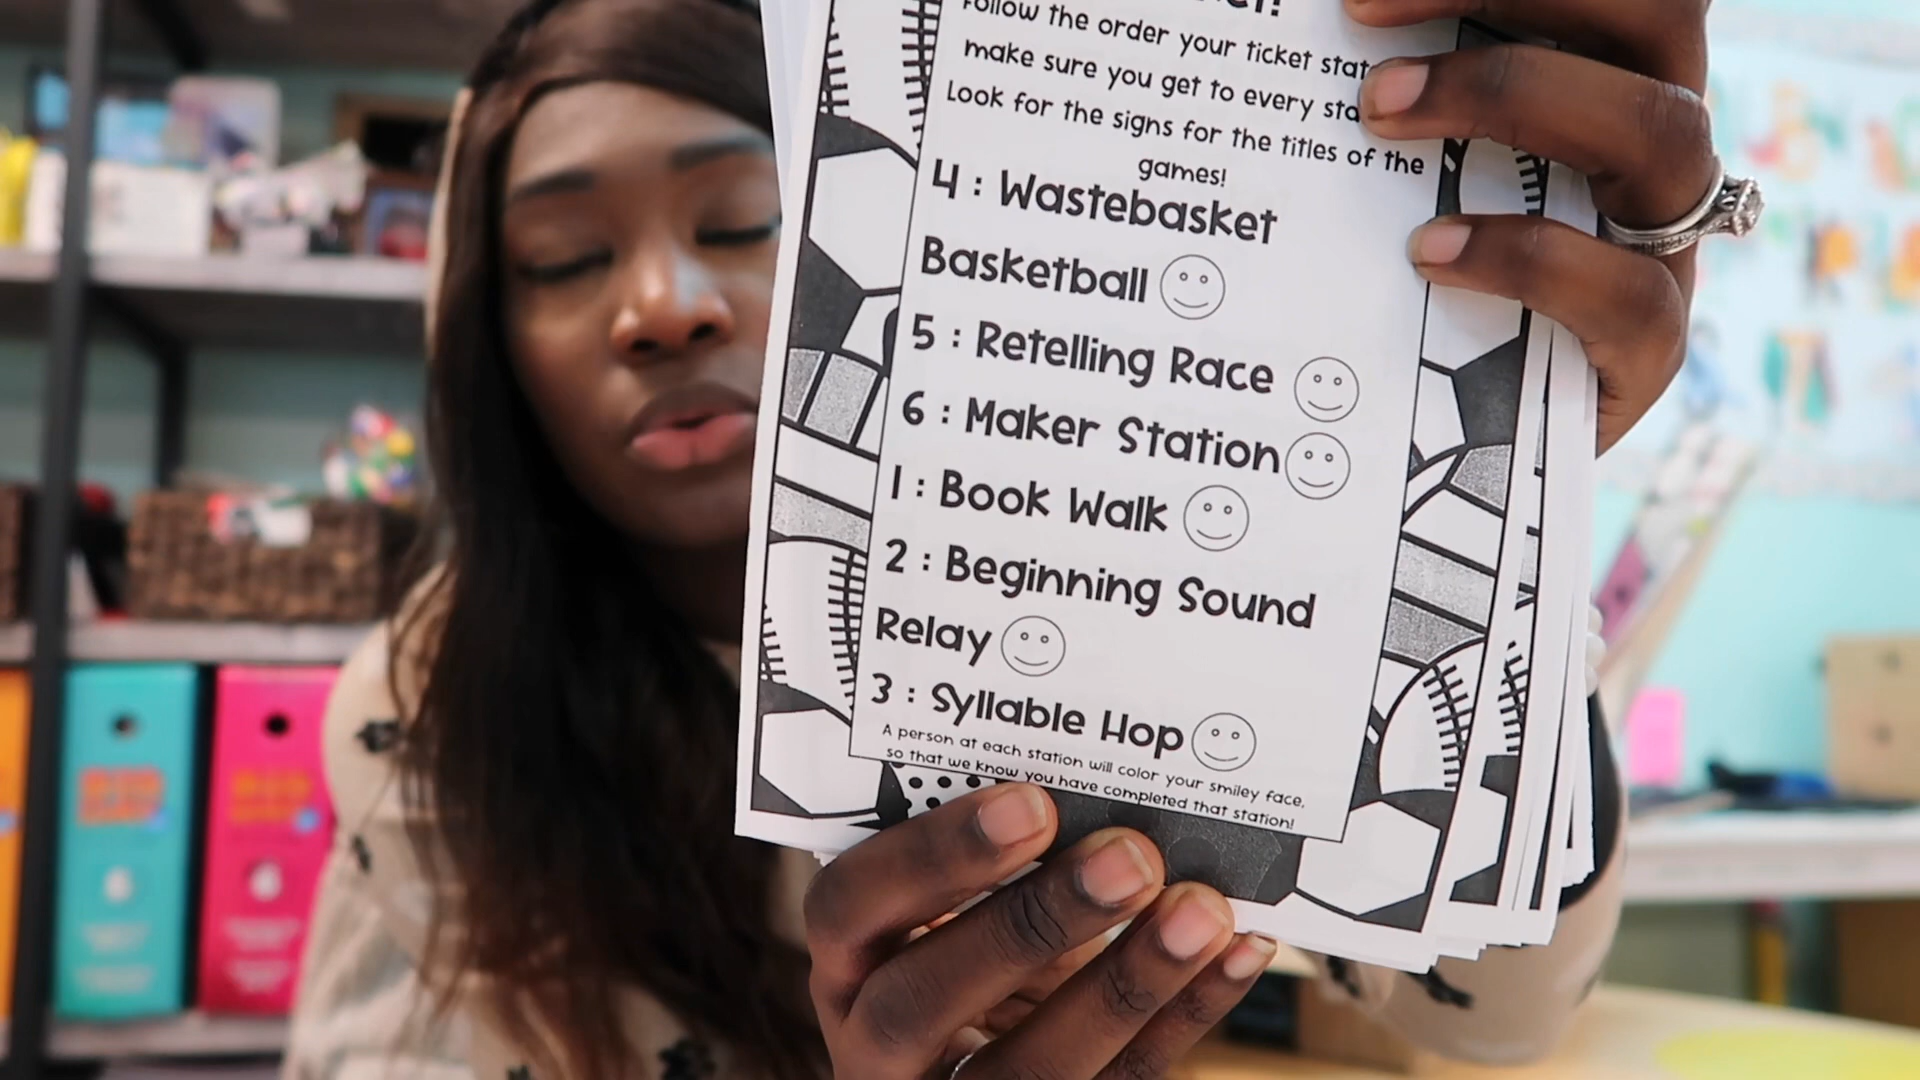 Follow the order your ticket
make sure you get to every
Look for the signs for the titles of the
games!
4 : Wastebasket
Basketball
5 : Retelling Race
6 : Maker Station
1 : Book Walk
2 : Beginning Sound
Relay
3 : Syllable Hop
A person at each station will color your smiley face,
so that we know you have completed that station!